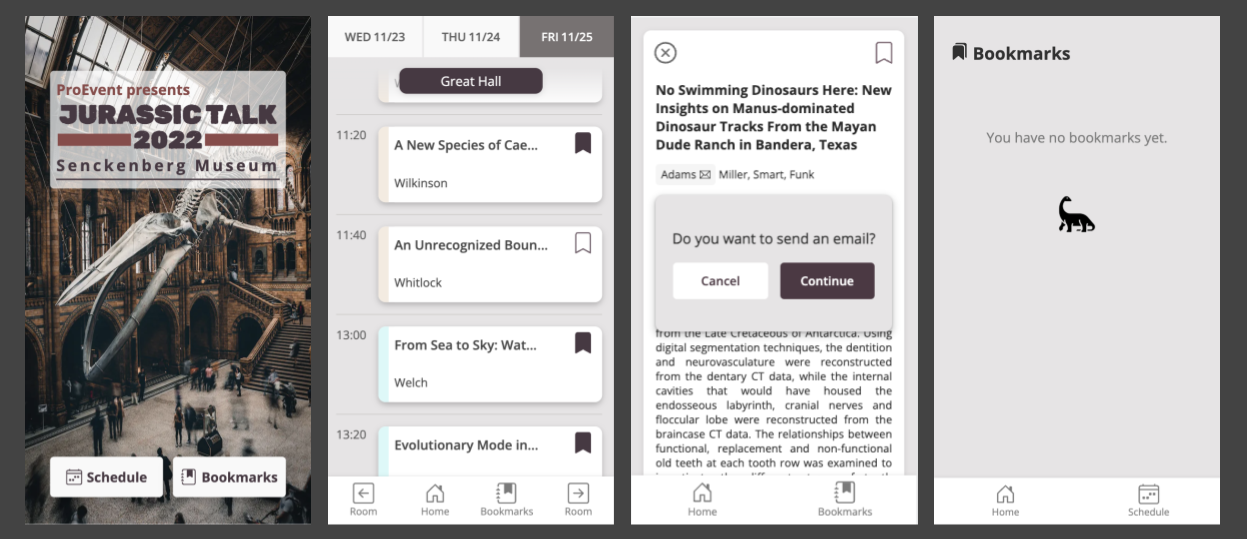 ProEvent presents
JURASSIC TALK
2022
Senckenberg Museum
Schedule
Bookmarks
WED 11/23
THU 11/24
FRI 11/25
Great Hall
11:20
A New Species of Cae...
Wilkinson
11:40
An Unrecognized Boun...
Whitlock
13:00
From Sea to Sky: Wat...
Welch
13:20
Evolutionary Mode in...
Room
Home
Bookmarks
Room
No Swimming Dinosaurs Here: New
Insights on Manus-dominated
Dinosaur Tracks From the Mayan
Dude Ranch in Bandera, Texas
Adams Miller, Smart, Funk
Do you want to send an email?
Cancel
Continue
from the Late Cretaceous of Antarctica. Using
digital segmentation techniques, the dentition
and neurovasculature were reconstructed
from the dentary CT data, while the internal
cavities that would have housed the
endosseous labyrinth, cranial nerves and
floccular lobe were reconstructed from the
braincase CT data. The relationships between
functional, replacement and non-functional
old teeth at each tooth row was examined to
Home
Bookmarks
Bookmarks
You have no bookmarks yet.
Home
Schedule